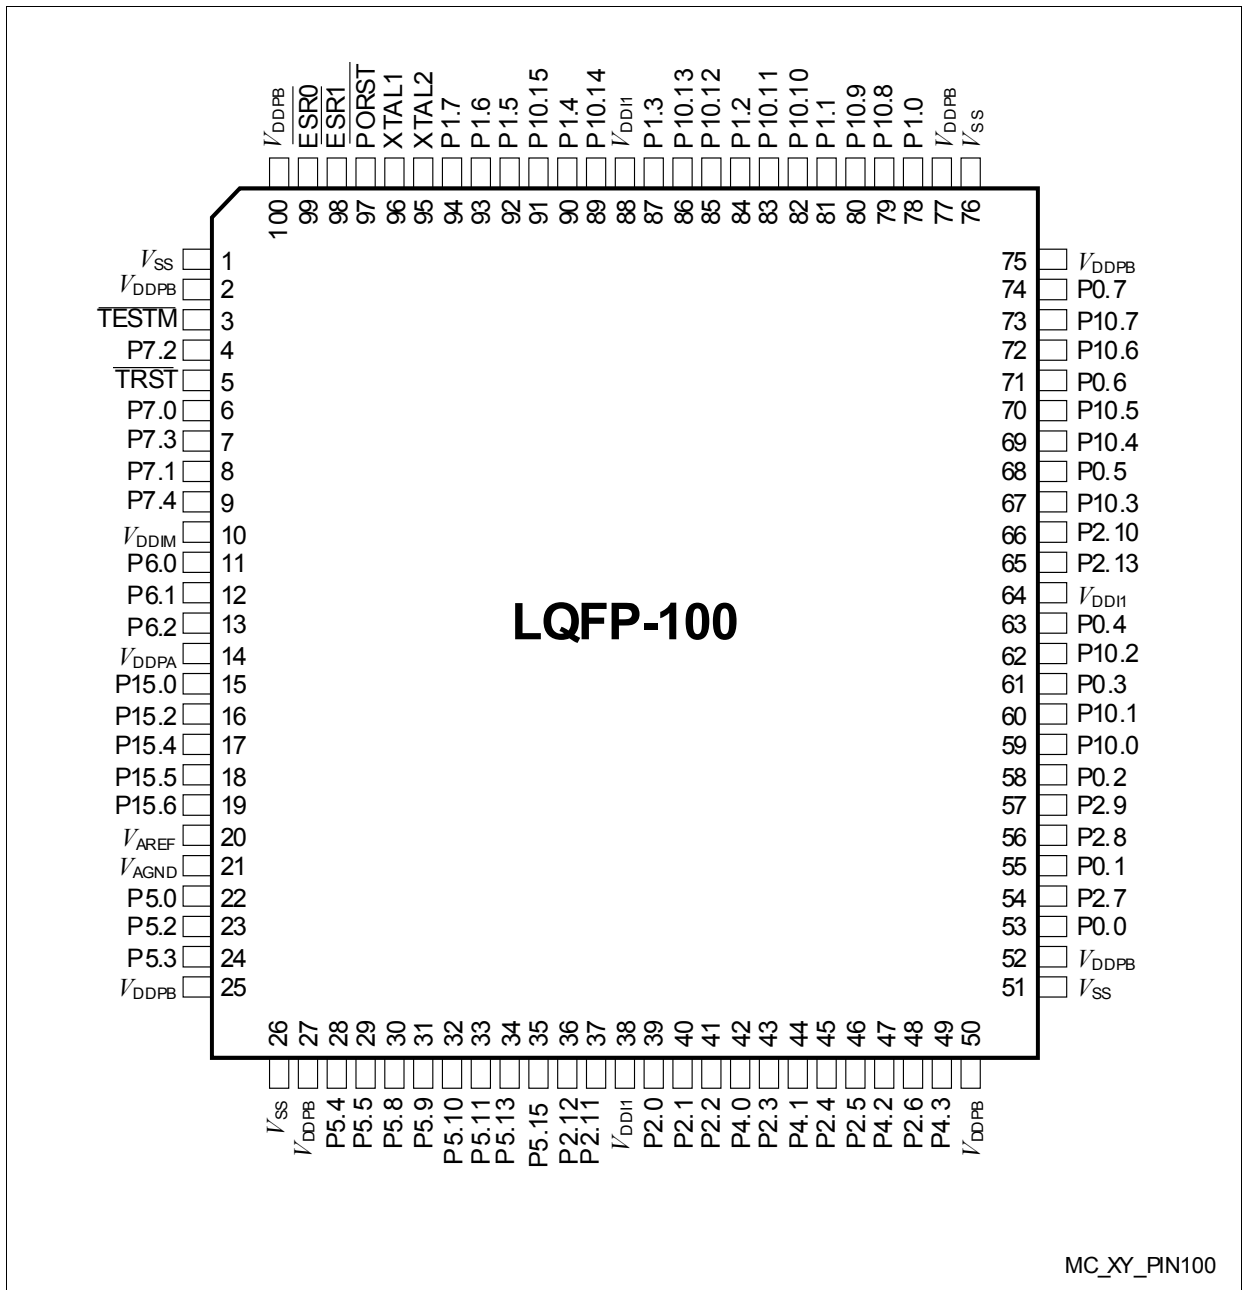 VDDPB
ESR0
ESR1
PORST
XTAL1
XTAL2
P1.7
P1.6
P1.5
P10.15
P1.4
P10.14
VDDI1
P1.3
P10.13
P10.12
P1.2
P10.11
P10.10
P1.1
P10.9
P10.8
P1.0
VDDPB
VSS
100 99 98 97 96 95 94 93 92 91 90 89 88 87 86 85 84 83 82 81 80 79 78 77 76
VSS 1
VDDPB 2
TESTM 3
P7.2 4
TRST 5
P7.0 6
P7.3 7
P7.1 8
P7.4 9
VDDIM 10
P6.0 11
P6.1 12
P6.2 13
VDDPA 14
P15.0 15
P15.2 16
P15.4 17
P15.5 18
P15.6 19
VAREF 20
VAGND 21
P5.0 22
P5.2 23
P5.3 24
VDDPB 25
LQFP-100
75 VDDPB
74 P0.7
73 P10.7
72 P10.6
71 P0.6
70 P10.5
69 P10.4
68 P0.5
67 P10.3
66 P2.10
65 P2.13
64 VDDI1
63 P0.4
62 P10.2
61 P0.3
60 P10.1
59 P10.0
58 P0.2
57 P2.9
56 P2.8
55 P0.1
54 P2.7
53 P0.0
52 VDDPB
51 VSS
26 27 28 29 30 31 32 33 34 35 36 37 38 39 40 41 42 43 44 45 46 47 48 49 50
VSS
VDDPB
P5.4
P5.5
P5.8
P5.9
P5.10
P5.11
P5.13
P5.15
P2.12
P2.11
VDDI1
P2.0
P2.1
P2.2
P4.0
P2.3
P4.1
P2.4
P2.5
P4.2
P2.6
P4.3
VDDPB
MC_XY_PIN100